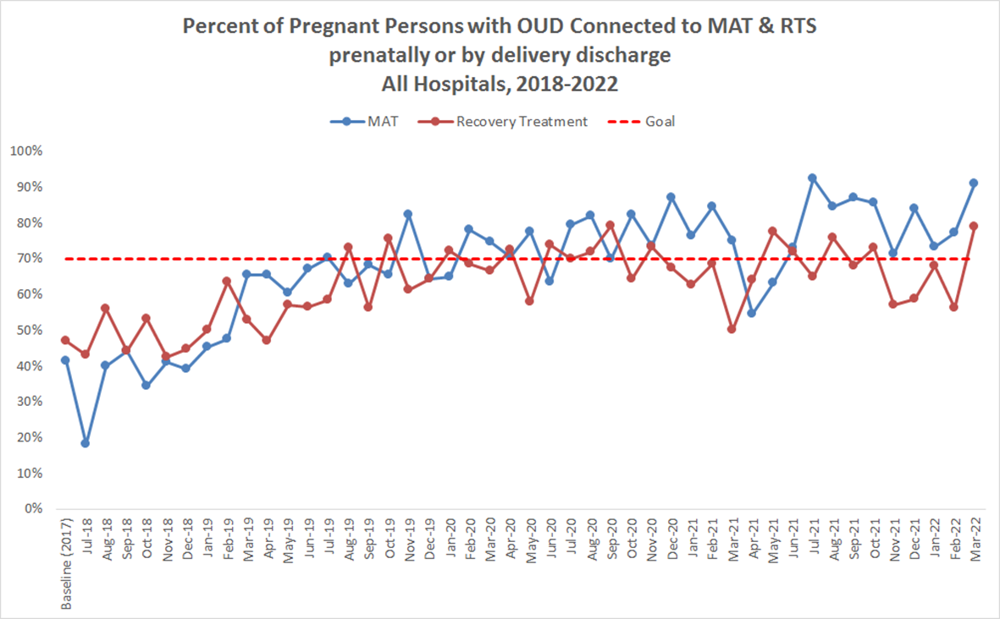 Percent of Pregnant Persons with OUD Connected to MAT & RTS
prenatally or by delivery discharge
All Hospitals, 2018-2022
MAT
Recovery Treatment
Goal
100%
90%
80%
70%
60%
50%
40%
30%
20%
10%
0%
Baseline (2017)
Jul-18
Aug-18
Sep-18
Oct-18
Nov-18
Dec-18
Jan-19
Feb-19
Mar-19
Apr-19
May-19
Jun-19
Jul-19
Aug-19
Sep-19
Oct-19
Nov-19
Dec-19
Jan-20
Feb-20
Mar-20
Apr-20
May-20
Jun-20
Jul-20
Aug-20
Sep-20
Oct-20
Nov-20
Dec-20
Jan-21
Feb-21
Mar-21
Apr-21
May-21
Jun-21
Jul-21
Aug-21
Sep-21
Oct-21
Nov-21
Dec-21
Jan-22
Feb-22
Mar-22